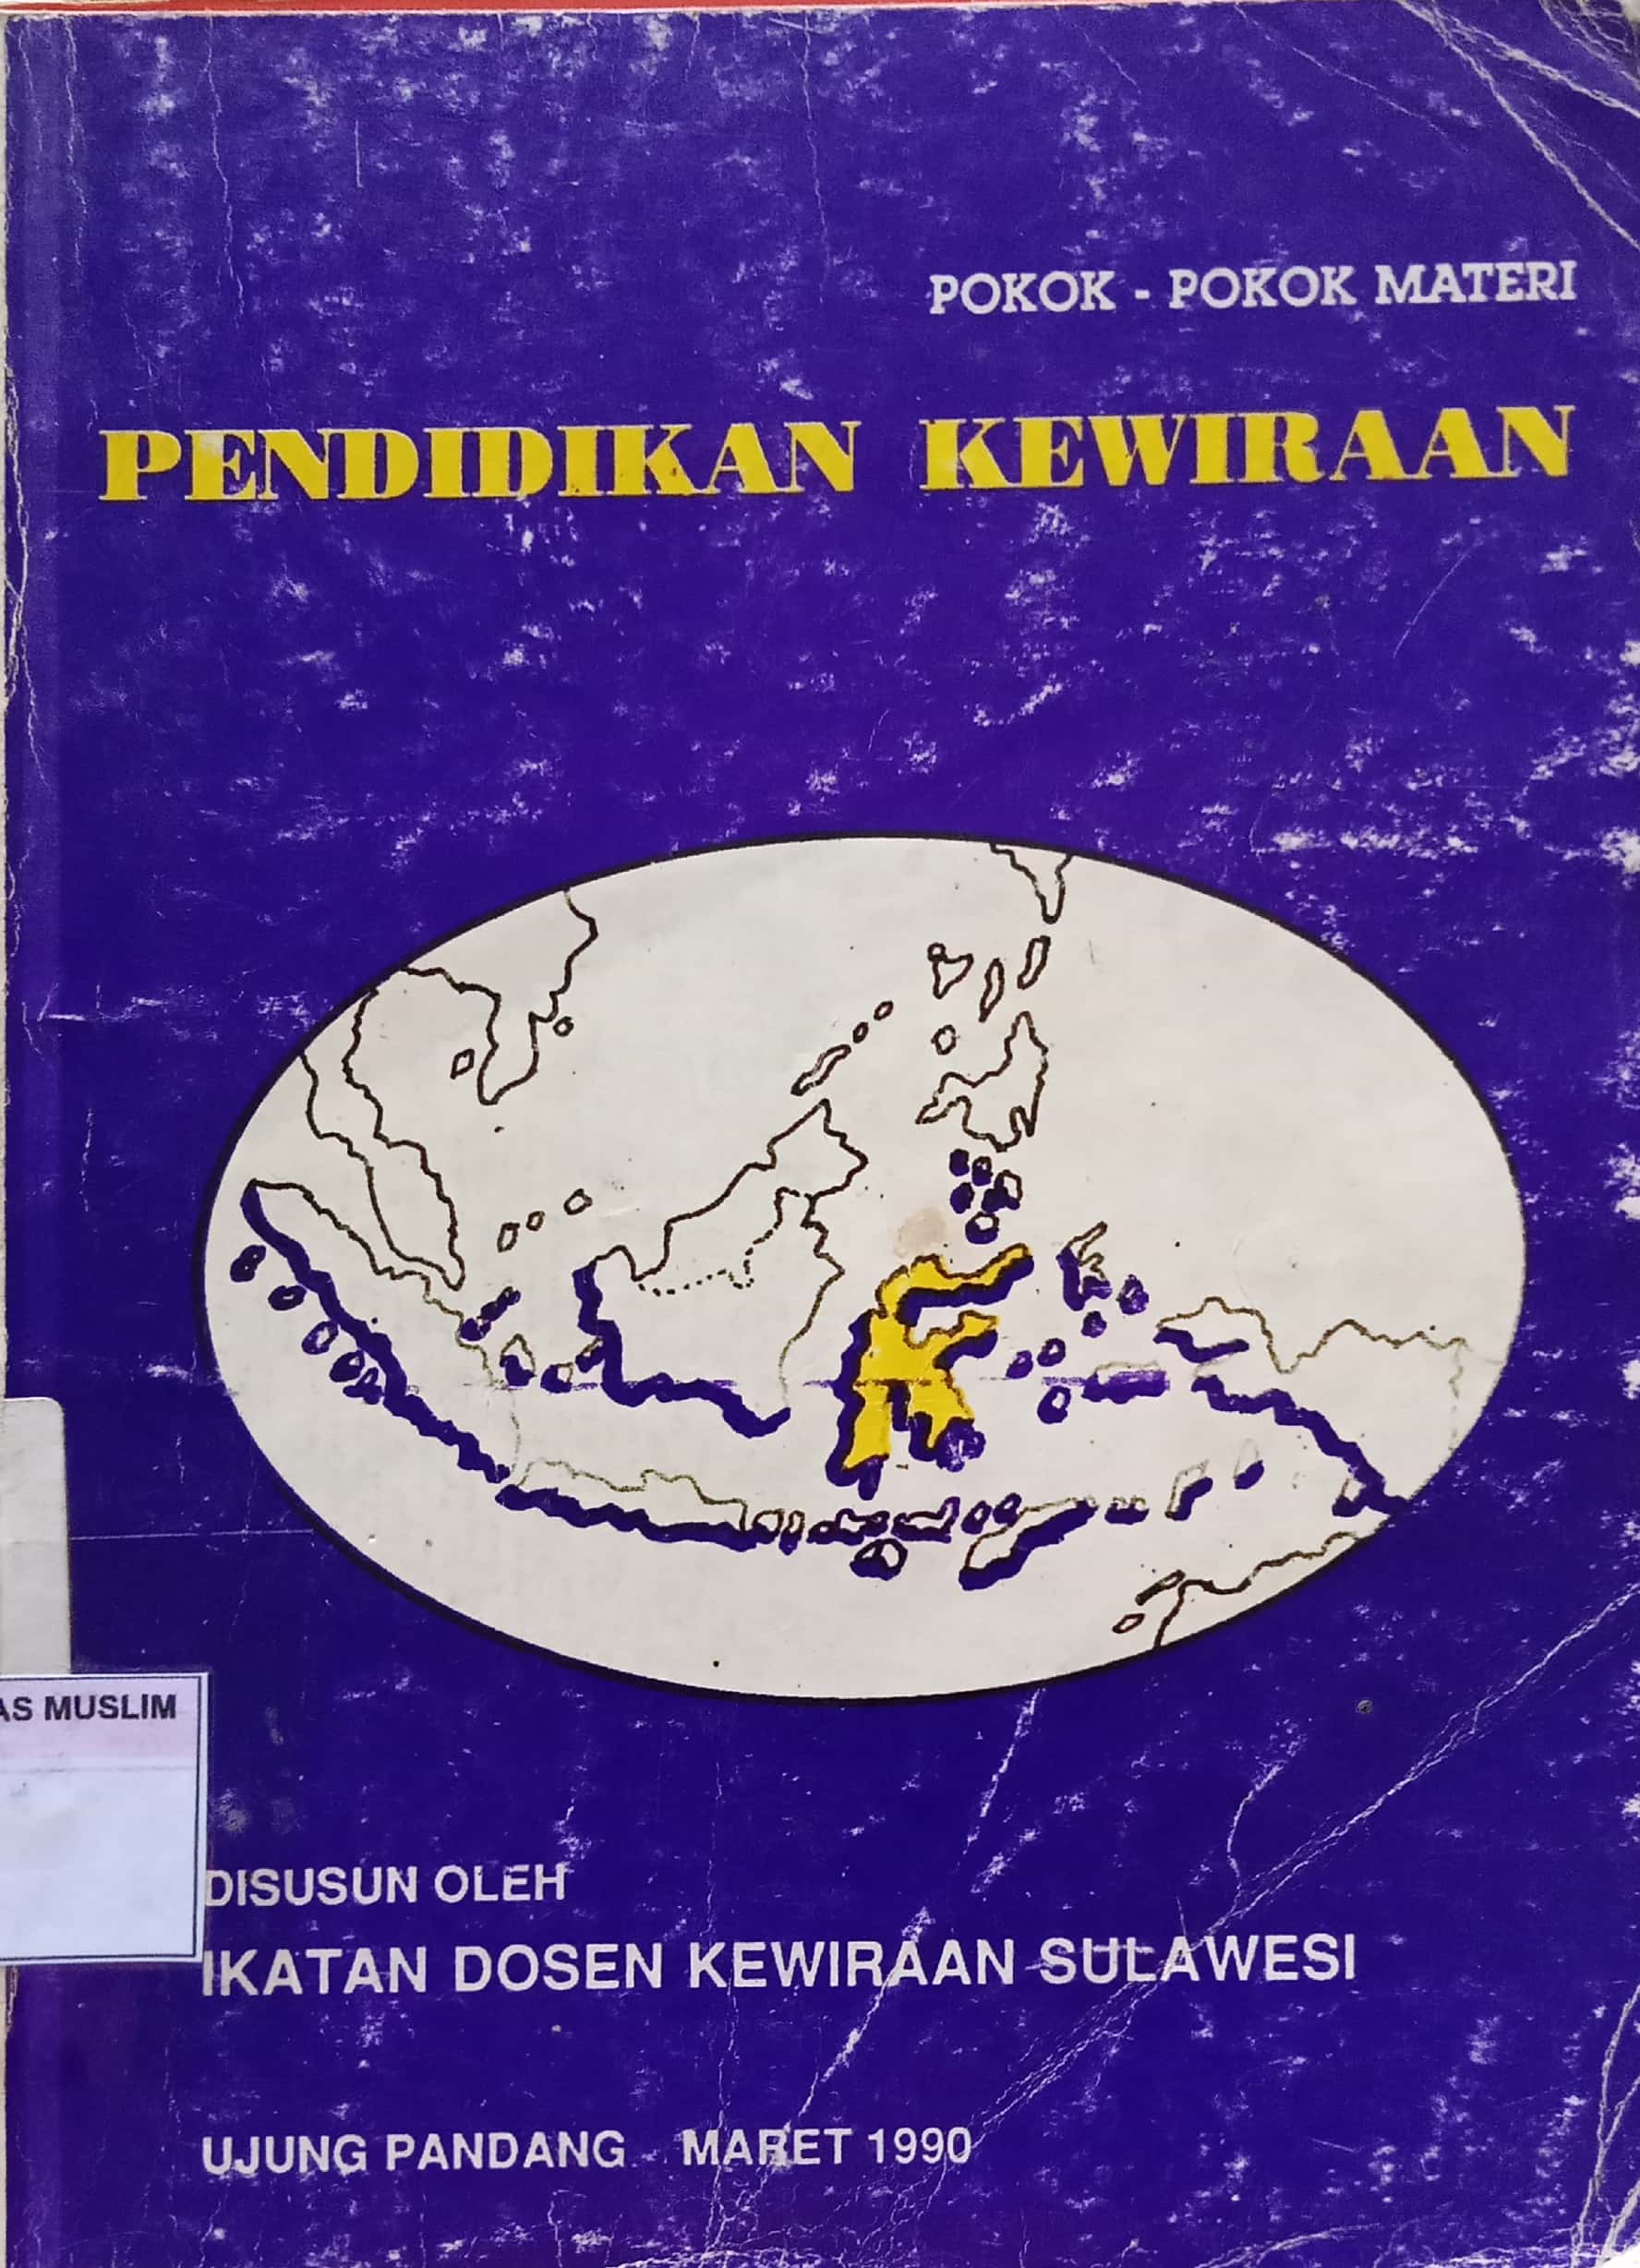 POKOK - POKOK MATERI
PENDIDIKAN KEWIRAAN
AS MUSLIM
DISUSUN OLEH
IKATAN DOSEN KEWIRAAN SULAWESI
UJUNG PANDANG MARET 1990